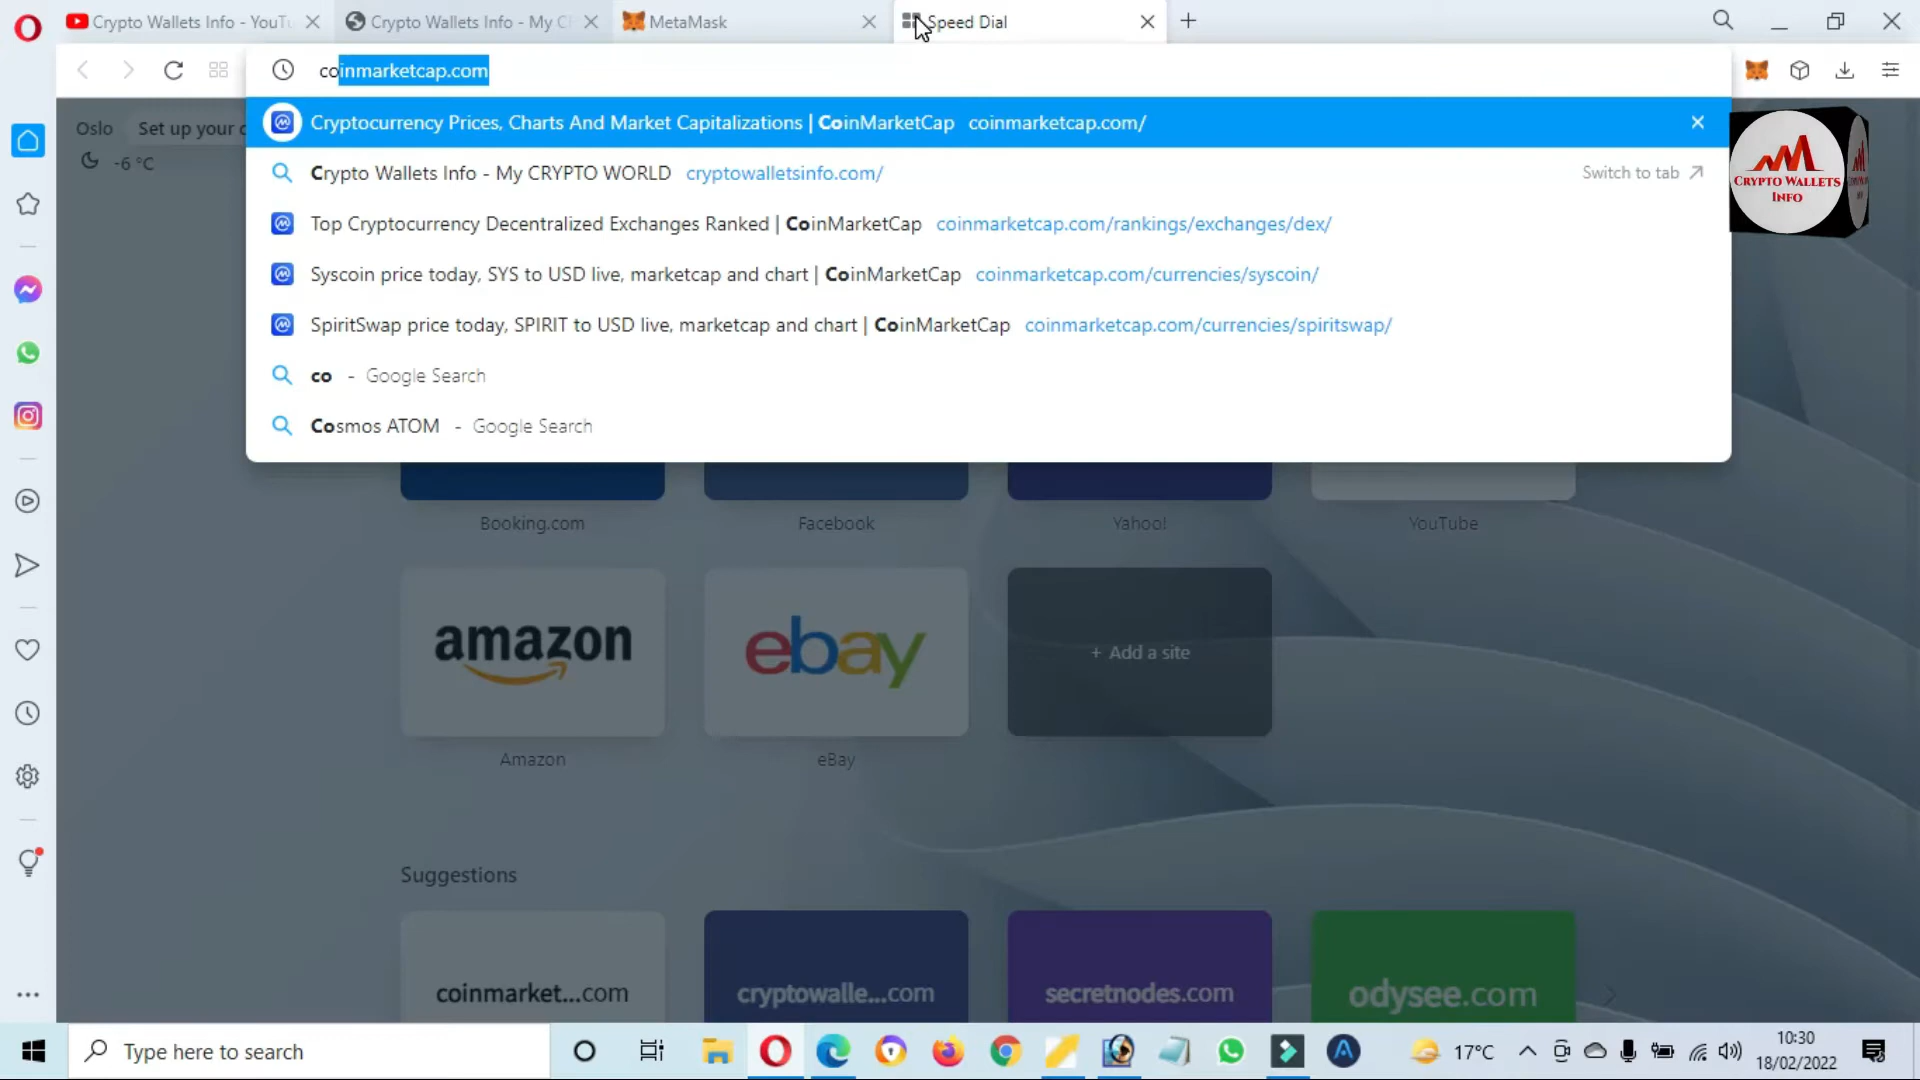 Crypto Wallets Info - YouTu
Crypto Wallets Info - My C
MetaMask
Speed Dial
coinmarketcap.com
Cryptocurrency Prices, Charts And Market Capitalizations | CoinMarketCap coinmarketcap.com/
Crypto Wallets Info - My CRYPTO WORLD cryptowalletsinfo.com/ Switch to tab
Top Cryptocurrency Decentralized Exchanges Ranked | CoinMarketCap coinmarketcap.com/rankings/exchanges/dex/
Syscoin price today, SYS to USD live, marketcap and chart | CoinMarketCap coinmarketcap.com/currencies/syscoin/
SpiritSwap price today, SPIRIT to USD live, marketcap and chart | CoinMarketCap coinmarketcap.com/currencies/spiritswap/
co - Google Search
Cosmos ATOM - Google Search
Oslo Set up your c
-6 °C
CRYPTO WALLETS
INFO
Booking.com Facebook Yahoo! YouTube
amazon ebay + Add a site
Amazon eBay
Suggestions
coinmarket...com cryptowalle...com secretnodes.com odysee.com
Type here to search
17°C
10:30
18/02/2022